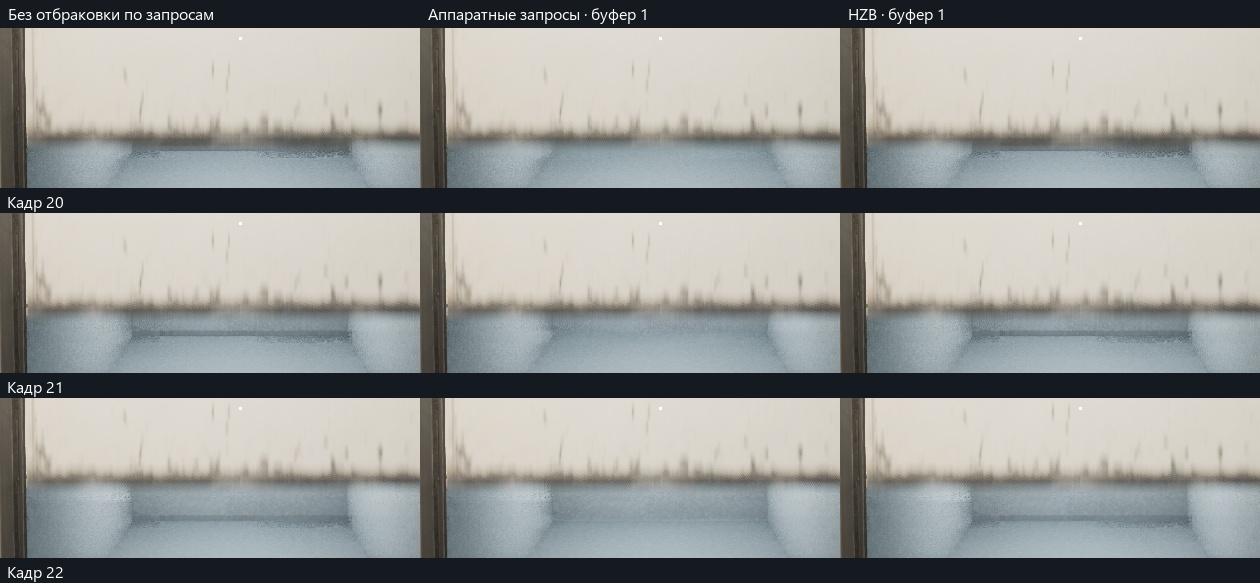 Без отбраковки по запросам
Аппаратные запросы · буфер 1
HZB · буфер 1
Кадр 20
Кадр 21
Кадр 22